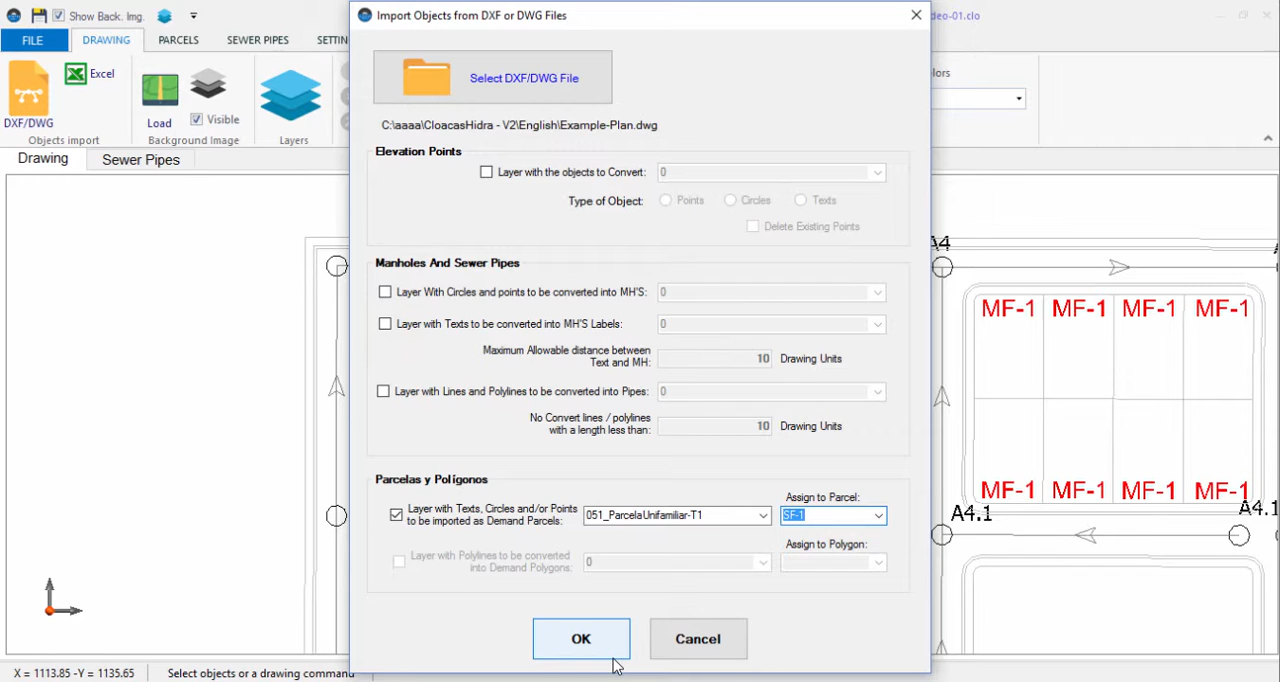 Show Back. Img.
Import Objects from DXF or DWG Files
deo-01.clo
FILE
DRAWING
PARCELS
SEWER PIPES
SETTIN
Excel
DXF/DWG
Load
Visible
Objects import
Background Image
Layers
lors
Drawing
Sewer Pipes
Select DXF/DWG File
C:\aaaa\CloacasHidra - V2\English\Example-Plan.dwg
Elevation Points
Layer with the objects to Convert:
0
Type of Object:
Points
Circles
Texts
Delete Existing Points
Manholes And Sewer Pipes
Layer With Circles and points to be converted into MH'S:
0
Layer with Texts to be converted into MH'S Labels:
0
Maximum Allowable distance between
Text and MH:
10
Drawing Units
Layer with Lines and Polylines to be converted into Pipes:
0
No Convert lines / polylines
with a length less than:
10
Drawing Units
Parcelas y Polígonos
Layer with Texts, Circles and/or Points
to be imported as Demand Parcels:
051_ParcelaUnifamiliar-T1
Assign to Parcel:
SF-1
Layer with Polylines to be converted
into Demand Polygons:
0
Assign to Polygon:
OK
Cancel
A4
MF-1 MF-1 MF-1 MF-1
MF-1 MF-1 MF-1 MF-1
A4.1
A4.1
X = 1113.85 -Y = 1135.65
Select objects or a drawing command